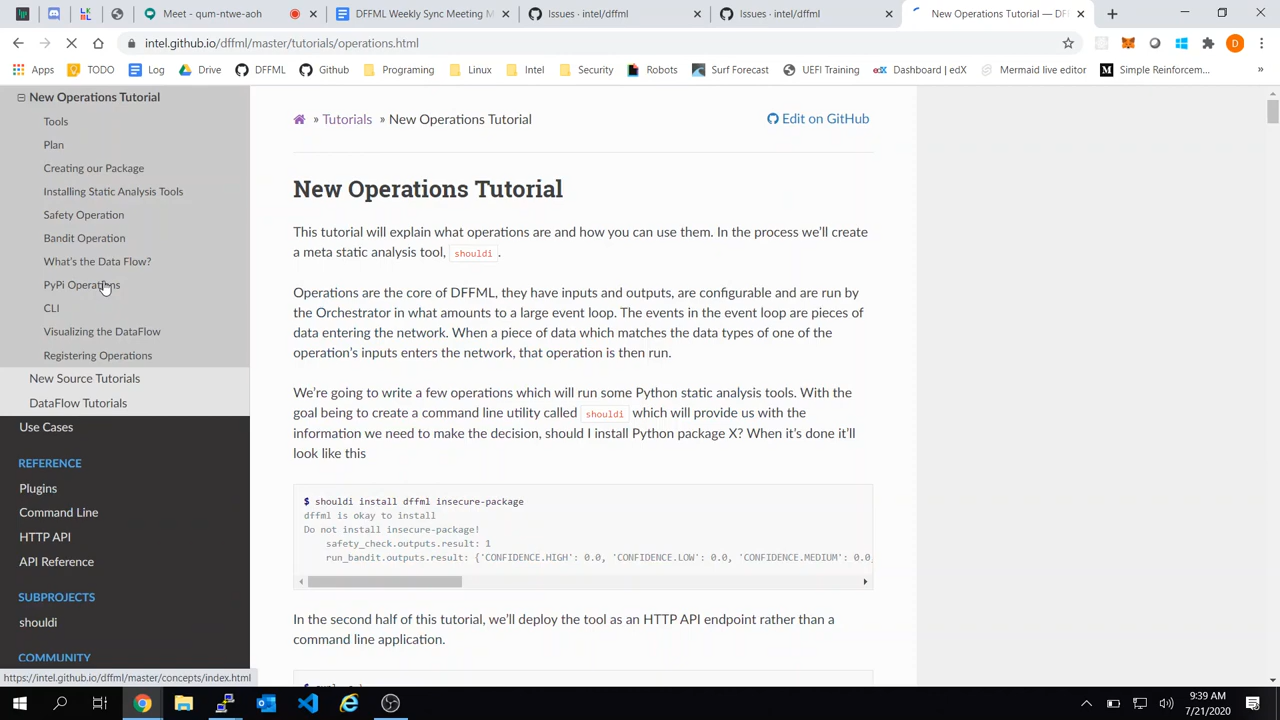 Meet - qum-ntwe-aoh
DFFML Weekly Sync Meeting M
Issues · intel/dffml
Issues · intel/dffml
New Operations Tutorial — DFF
intel.github.io/dffml/master/tutorials/operations.html
D
Apps
TODO
Log
Drive
DFFML
Github
Programing
Linux
Intel
Security
Robots
Surf Forecast
UEFI Training
edX
Dashboard | edX
Mermaid live editor
Simple Reinforcem...
»
New Operations Tutorial
Tools
Plan
Creating our Package
Installing Static Analysis Tools
Safety Operation
Bandit Operation
What's the Data Flow?
PyPi Operations
CLI
Visualizing the DataFlow
Registering Operations
New Source Tutorials
DataFlow Tutorials
Use Cases
REFERENCE
Plugins
Command Line
HTTP API
API Reference
SUBPROJECTS
shouldi
COMMUNITY
https://intel.github.io/dffml/master/concepts/index.html
» Tutorials » New Operations Tutorial
Edit on GitHub
New Operations Tutorial
This tutorial will explain what operations are and how you can use them. In the process we'll create
a meta static analysis tool, shouldi .
Operations are the core of DFFML, they have inputs and outputs, are configurable and are run by
the Orchestrator in what amounts to a large event loop. The events in the event loop are pieces of
data entering the network. When a piece of data which matches the data types of one of the
operation's inputs enters the network, that operation is then run.
We're going to write a few operations which will run some Python static analysis tools. With the
goal being to create a command line utility called shouldi which will provide us with the
information we need to make the decision, should I install Python package X? When it's done it'll
look like this
$ shouldi install dffml insecure-package
dffml is okay to install
Do not install insecure-package!
safety_check.outputs.result: 1
run_bandit.outputs.result: {'CONFIDENCE.HIGH': 0.0, 'CONFIDENCE.LOW': 0.0, 'CONFIDENCE.MEDIUM': 0.0
In the second half of this tutorial, we'll deploy the tool as an HTTP API endpoint rather than a
command line application.
9:39 AM
7/21/2020